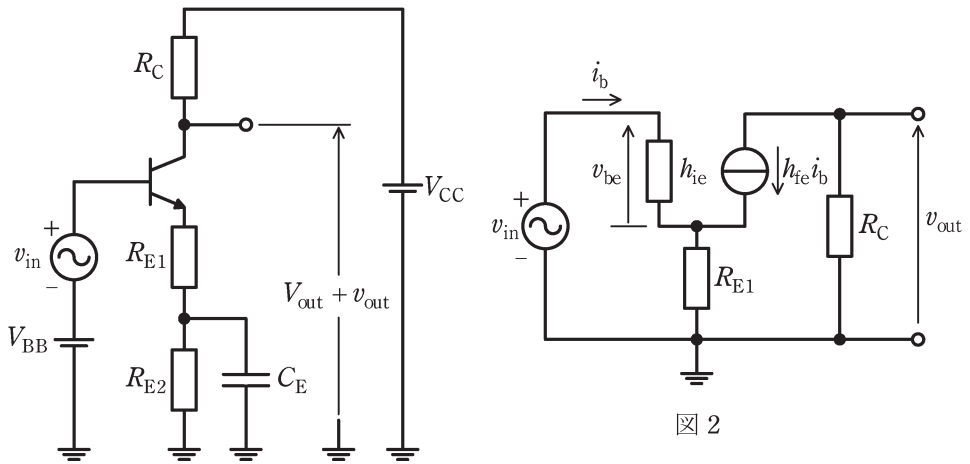 R_C
V_CC
+
v_in
−
R_E1
V_out + v_out
V_BB
R_E2
C_E
i_b
v_be
h_ie
h_fe i_b
+
v_in
−
R_E1
R_C
v_out
図 2